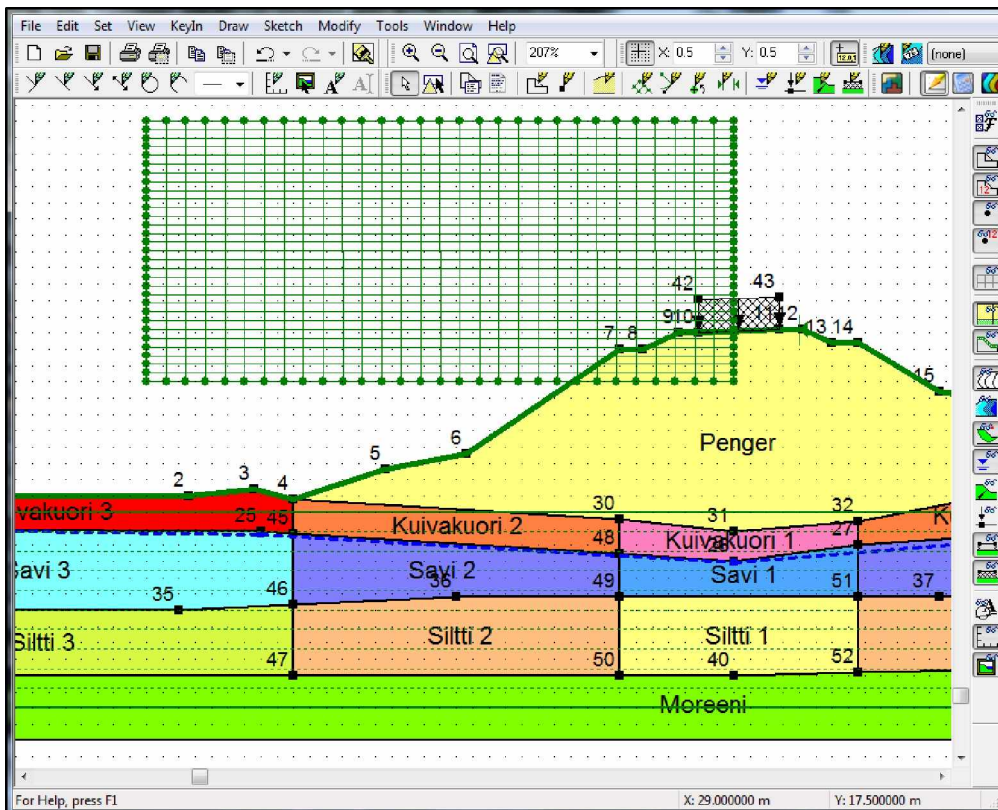 File Edit Set View KeyIn Draw Sketch Modify Tools Window Help
207% X: 0.5 Y: 0.5 (none)
42 43
7 8 9 10 11 2 13 14
15
6
5
Penger
2 3 4
30 31 32
vakuori 3 25 45 Kuivakuori 2 48 Kuivakuori 1 27 K
Savi 3 Savi 2 Savi 1
35 46 36 49 51 37
Siltti 3 Siltti 2 Siltti 1
47 50 40 52
Moreeni
For Help, press F1 X: 29.000000 m Y: 17.500000 m